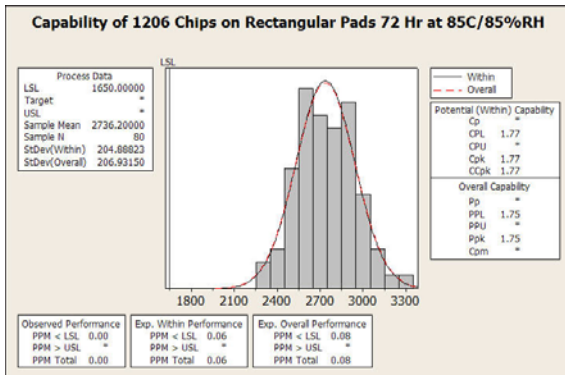 Capability of 1206 Chips on Rectangular Pads 72 Hr at 85C/85%RH
Process Data
LSL 1650.00000
Target *
USL *
Sample Mean 2736.20000
Sample N 80
StDev(Within) 204.88823
StDev(Overall) 206.93150
LSL
Within
Overall
Potential (Within) Capability
Cp *
CPL 1.77
CPU *
Cpk 1.77
CCpk 1.77
Overall Capability
Pp *
PPL 1.75
PPU *
Ppk 1.75
Cpm *
1800 2100 2400 2700 3000 3300
Observed Performance
PPM < LSL 0.00
PPM > USL *
PPM Total 0.00
Exp. Within Performance
PPM < LSL 0.06
PPM > USL *
PPM Total 0.06
Exp. Overall Performance
PPM < LSL 0.08
PPM > USL *
PPM Total 0.08